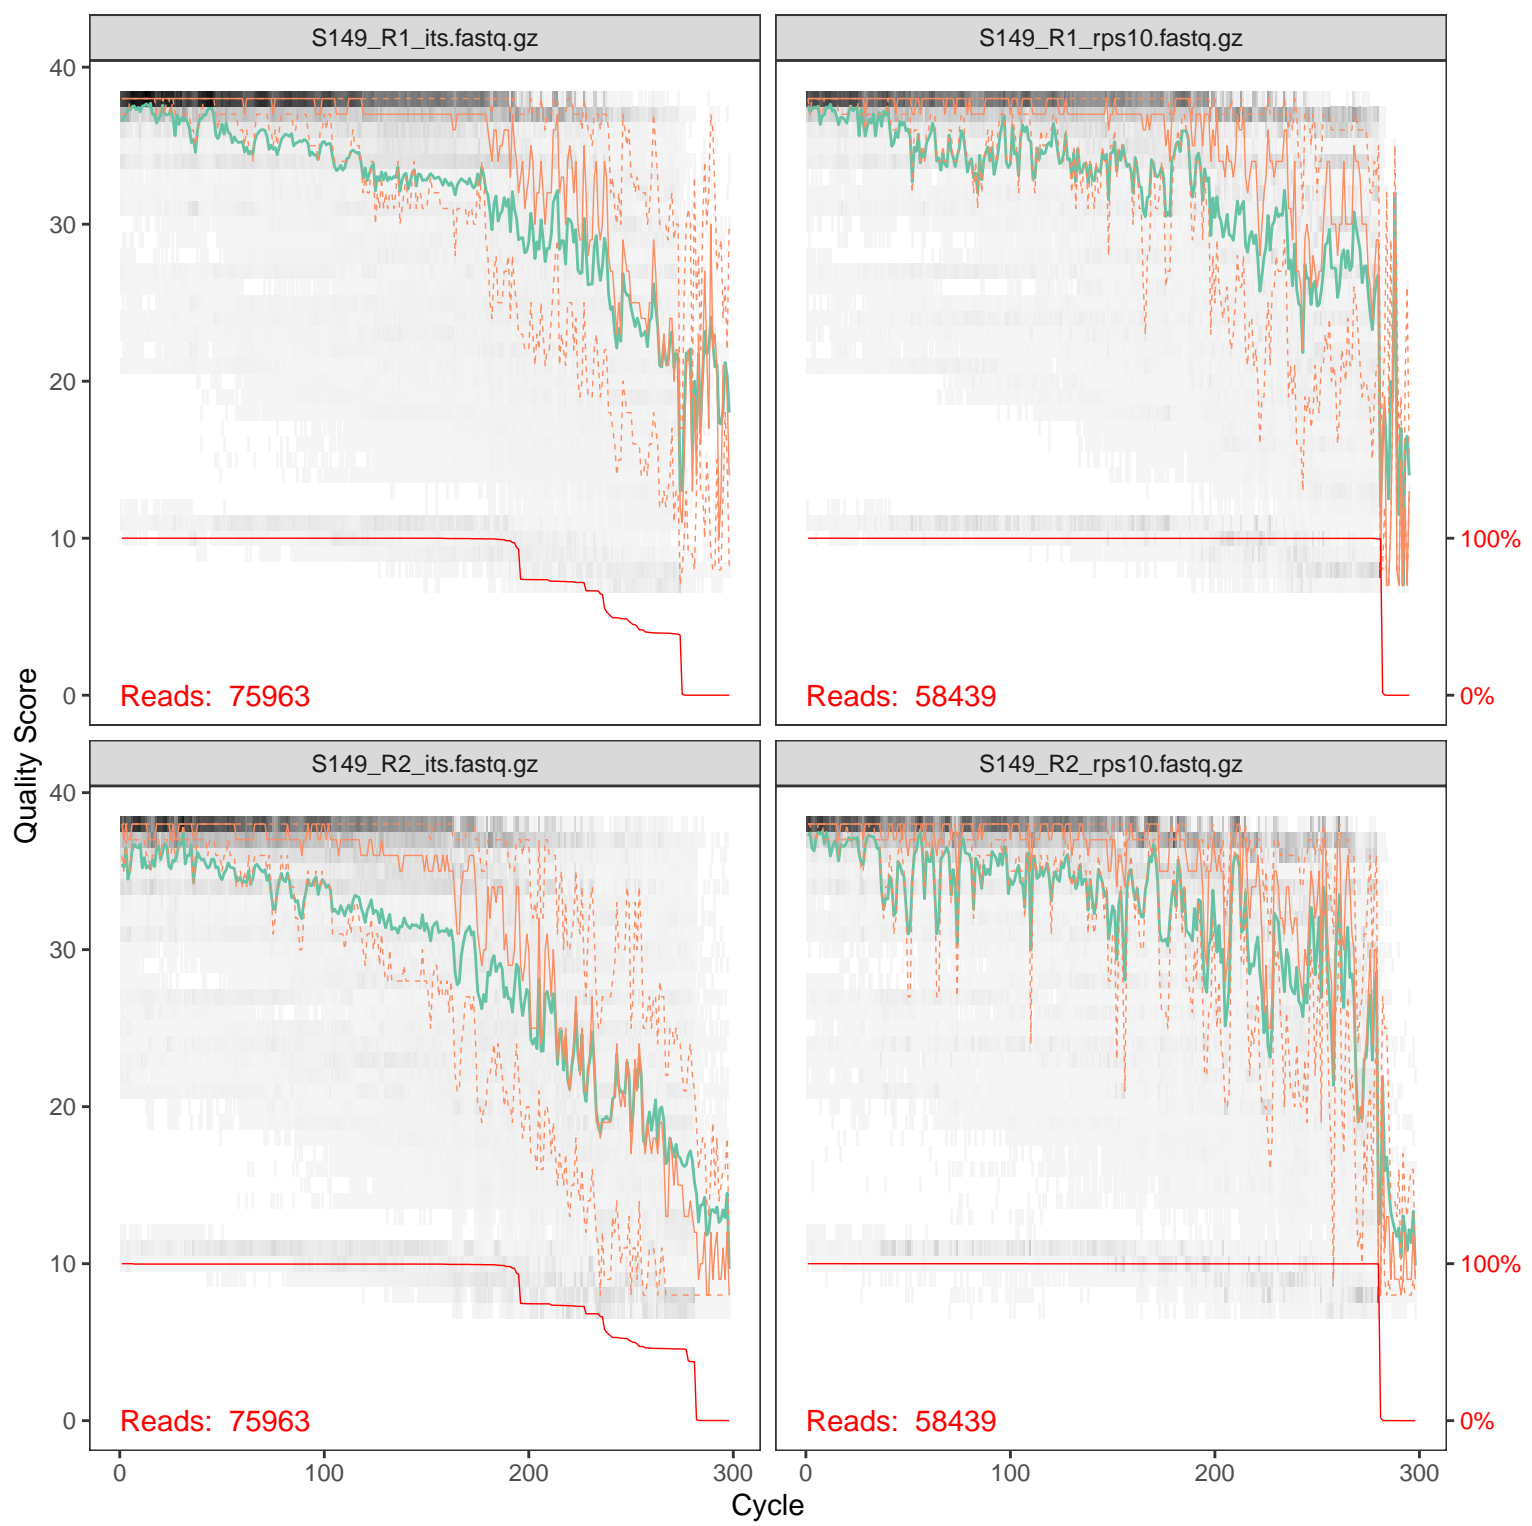 S149_R1_its.fastq.gz
S149_R1_rps10.fastq.gz
40
30
20
10
0
Reads: 75963
Reads: 58439
100%
0%
Quality Score
S149_R2_its.fastq.gz
S149_R2_rps10.fastq.gz
40
30
20
10
0
Reads: 75963
Reads: 58439
100%
0%
0 100 200 300
0 100 200 300
Cycle